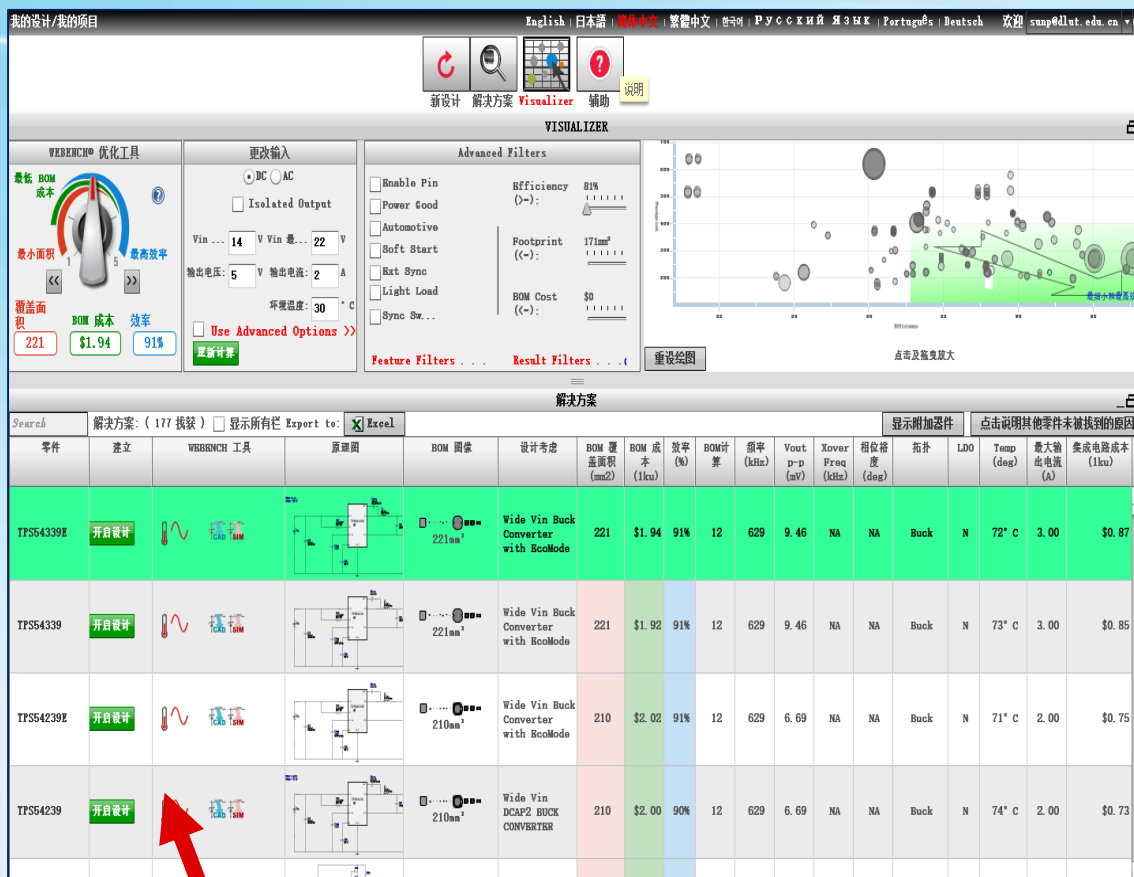 我的设计/我的项目
English | 日本語 | 简体中文 | 繁體中文 | 한국어 | Русский Язык | Português | Deutsch 欢迎 sunp@dlut.edu.cn
新设计 解决方案 Visualizer 辅助 说明
VISUALIZER
WEBENCH® 优化工具
最低 BOM
成本
最小面积
最高效率
1 5
<< >>
覆盖面
积 BOM 成本 效率
221 $1.94 91%
更改输入
DC AC
Isolated Output
Vin ... 14 V Vin 最... 22 V
输出电压: 5 V 输出电流: 2 A
环境温度: 30 °C
Use Advanced Options >>
重新计算
Advanced Filters
Enable Pin
Power Good
Automotive
Soft Start
Ext Sync
Light Load
Sync Sw...
Feature Filters . . .
Efficiency 81%
(>=):
Footprint 171mm²
(<=):
BOM Cost $0
(<=):
Result Filters . . .
重设绘图
Efficiency
点击及拖曳放大
解决方案
Search 解决方案:( 177 找获 ) 显示所有栏 Export to: Excel 显示附加器件 点击说明其他零件未被找到的原因
零件 建立 WEBENCH 工具 原理图 BOM 图像 设计考虑 BOM 覆盖面积(mm2) BOM 成本(1ku) 效率(%) BOM计算 频率(kHz) Vout p-p (mV) Xover Freq (kHz) 相位裕度(deg) 拓扑 LDO Temp (deg) 最大输出电流(A) 集成电路成本(1ku)
TPS54339E 开启设计 CAD SIM 221mm² Wide Vin Buck Converter with EcoMode 221 $1.94 91% 12 629 9.46 NA NA Buck N 72° C 3.00 $0.87
TPS54339 开启设计 CAD SIM 221mm² Wide Vin Buck Converter with EcoMode 221 $1.92 91% 12 629 9.46 NA NA Buck N 73° C 3.00 $0.85
TPS54239E 开启设计 CAD SIM 210mm² Wide Vin Buck Converter with EcoMode 210 $2.02 91% 12 629 6.69 NA NA Buck N 71° C 2.00 $0.75
TPS54239 开启设计 CAD SIM 210mm² Wide Vin DCAP2 BUCK CONVERTER 210 $2.00 90% 12 629 6.69 NA NA Buck N 74° C 2.00 $0.73